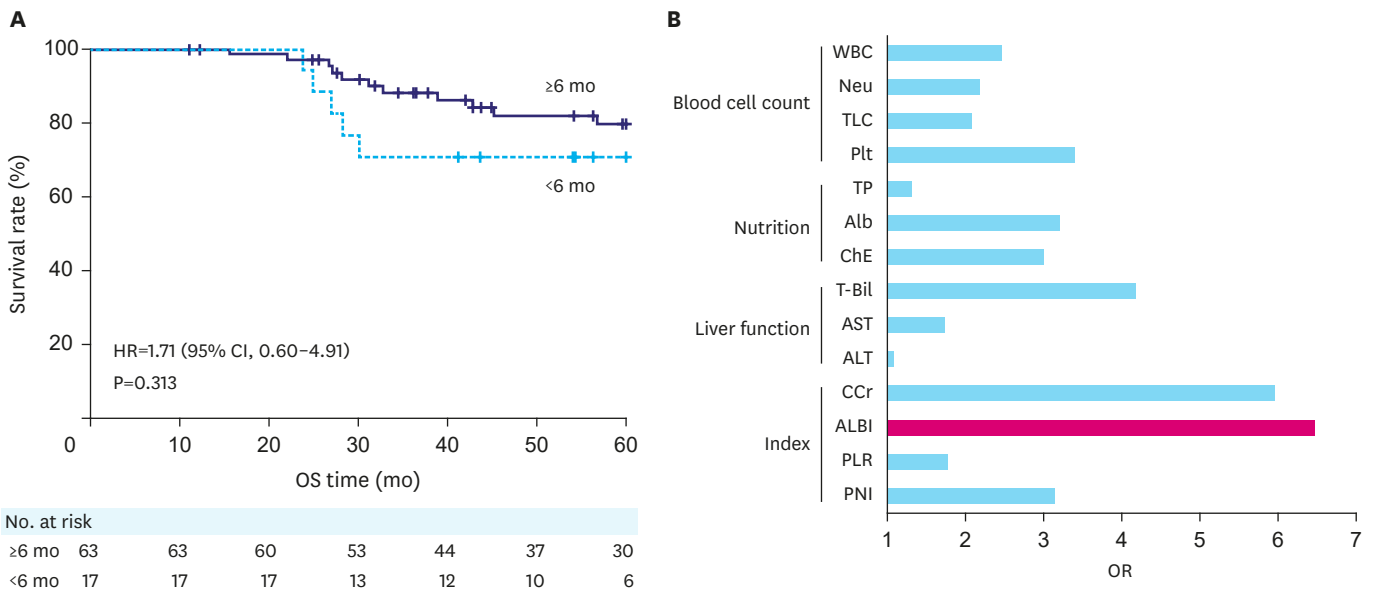 A
100
80
60
40
20
Survival rate (%)
≥6 mo
<6 mo
HR=1.71 (95% CI, 0.60–4.91)
P=0.313
0 10 20 30 40 50 60
OS time (mo)
No. at risk
≥6 mo 63 63 60 53 44 37 30
<6 mo 17 17 17 13 12 10 6
B
Blood cell count
WBC
Neu
TLC
Plt
Nutrition
TP
Alb
ChE
Liver function
T-Bil
AST
ALT
Index
CCr
ALBI
PLR
PNI
1 2 3 4 5 6 7
OR